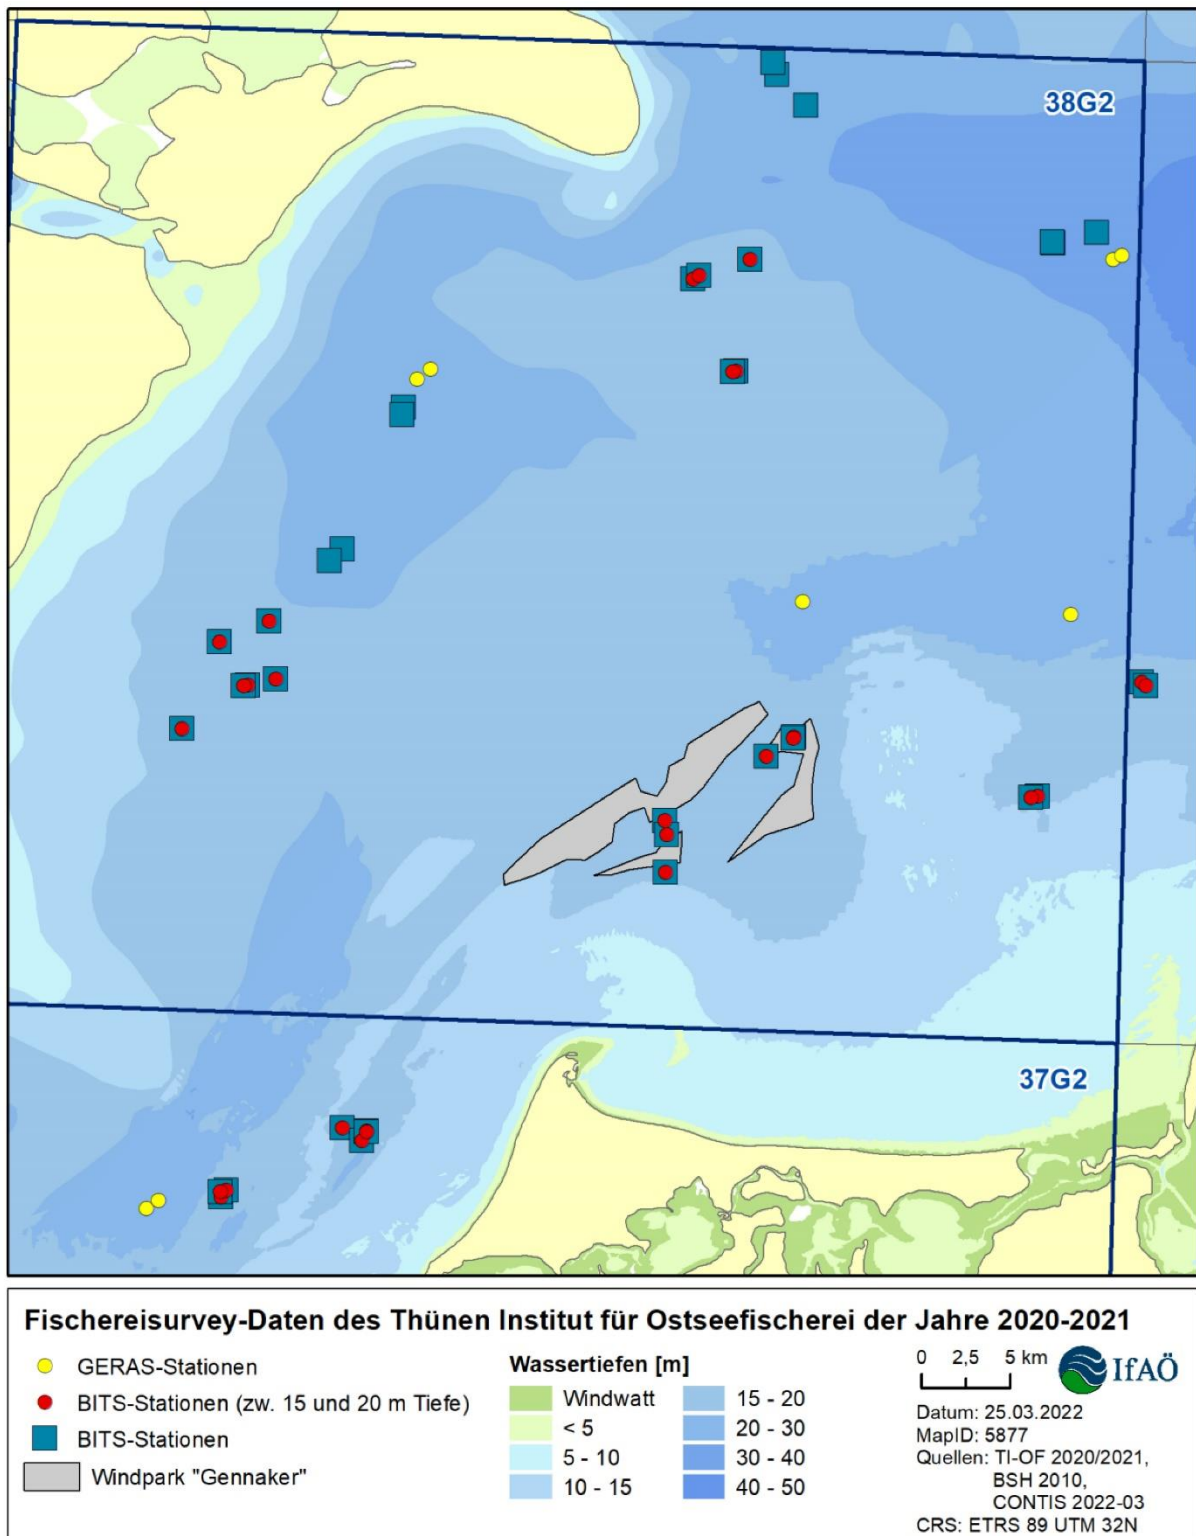 38G2
37G2
Fischereisurvey-Daten des Thünen Institut für Ostseefischerei der Jahre 2020-2021
GERAS-Stationen
BITS-Stationen (zw. 15 und 20 m Tiefe)
BITS-Stationen
Windpark "Gennaker"
Wassertiefen [m]
Windwatt
< 5
5 - 10
10 - 15
15 - 20
20 - 30
30 - 40
40 - 50
0 2,5 5 km
IfAÖ
Datum: 25.03.2022
MapID: 5877
Quellen: TI-OF 2020/2021,
BSH 2010,
CONTIS 2022-03
CRS: ETRS 89 UTM 32N